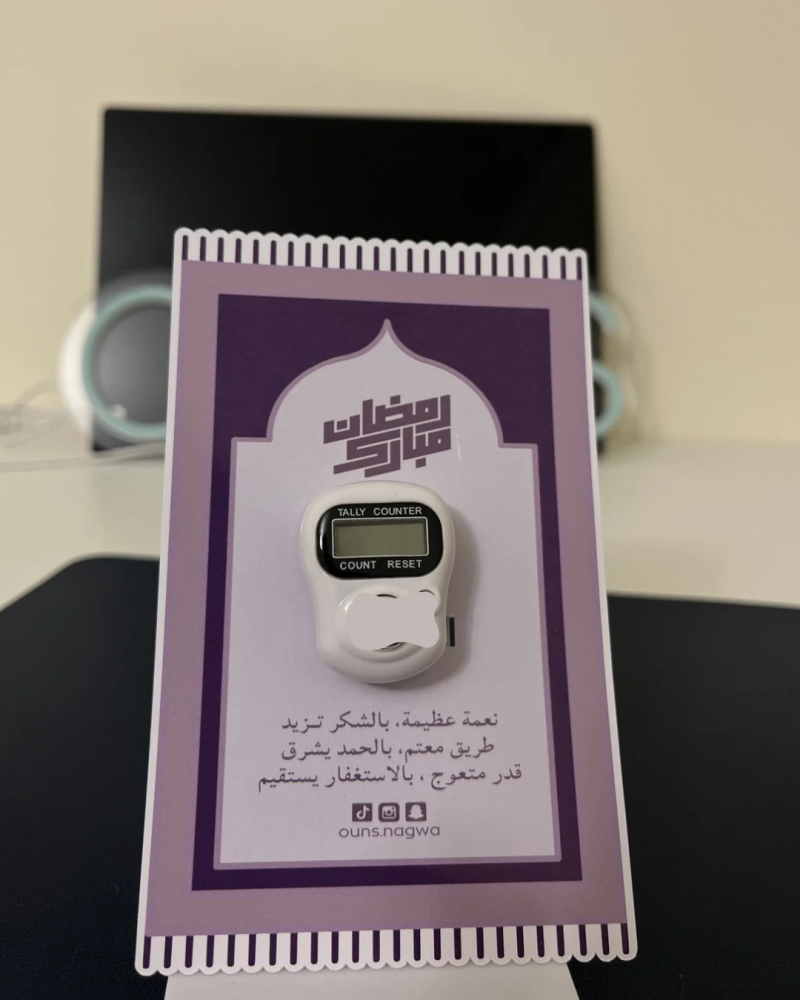 رمضان
مبارك
TALLY COUNTER
COUNT RESET
نعمة عظيمة، بالشكر تـزيد
طريق معتم، بالحمد يشرق
قدر متعوج ، بالاستغفار يستقيم
ouns.nagwa